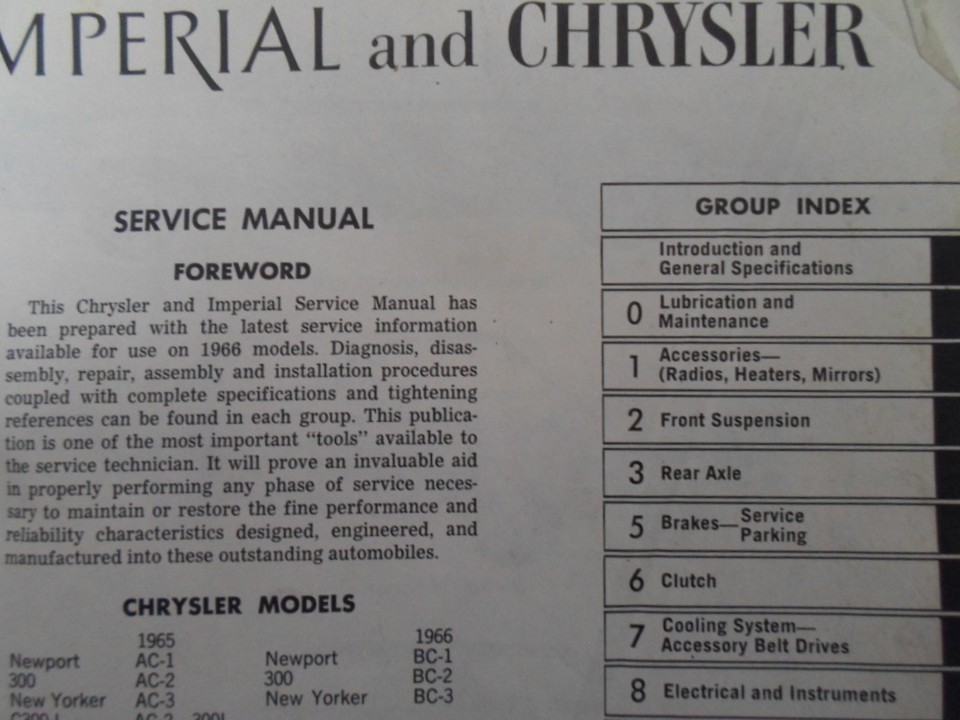 MPERIAL and CHRYSLER
SERVICE MANUAL
FOREWORD
This Chrysler and Imperial Service Manual has
been prepared with the latest service information
available for use on 1966 models. Diagnosis, disas-
sembly, repair, assembly and installation procedures
coupled with complete specifications and tightening
references can be found in each group. This publica-
tion is one of the most important “tools” available to
the service technician. It will prove an invaluable aid
in properly performing any phase of service neces-
sary to maintain or restore the fine performance and
reliability characteristics designed, engineered, and
manufactured into these outstanding automobiles.
CHRYSLER MODELS
1965 1966
Newport AC-1 Newport BC-1
300 AC-2 300 BC-2
New Yorker AC-3 New Yorker BC-3
GROUP INDEX
Introduction and
General Specifications
0 Lubrication and
Maintenance
1 Accessories—
(Radios, Heaters, Mirrors)
2 Front Suspension
3 Rear Axle
5 Brakes—Service
Parking
6 Clutch
7 Cooling System—
Accessory Belt Drives
8 Electrical and Instruments